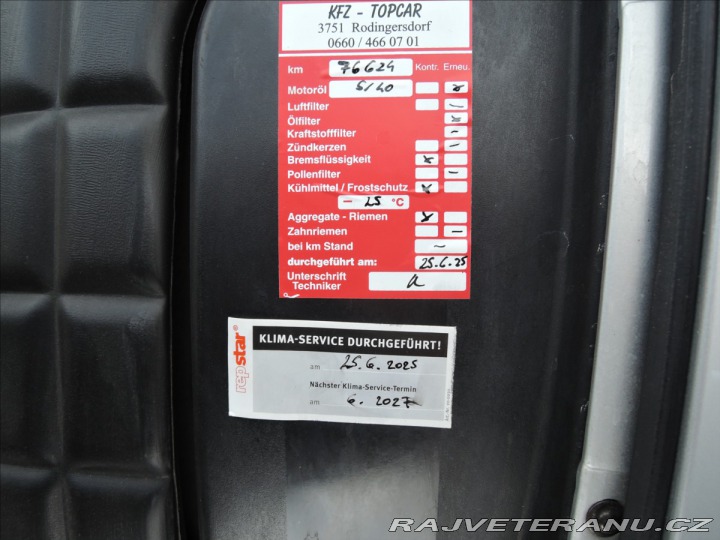 KFZ - TOPCAR
3751 Rodingersdorf
0660 / 466 07 01
km 76624 Kontr. Erneu.
Motoröl 5/40
Luftfilter
Ölfilter
Kraftstofffilter
Zündkerzen
Bremsflüssigkeit
Pollenfilter
Kühlmittel / Frostschutz
- 25 °C
Aggregate - Riemen
Zahnriemen
bei km Stand ~
durchgeführt am: 25.6.25
Unterschrift
Techniker
repstar®
KLIMA-SERVICE DURCHGEFÜHRT!
am 25.6.2025
Nächster Klima-Service-Termin
am 6.2027
RAJVETERANU.CZ